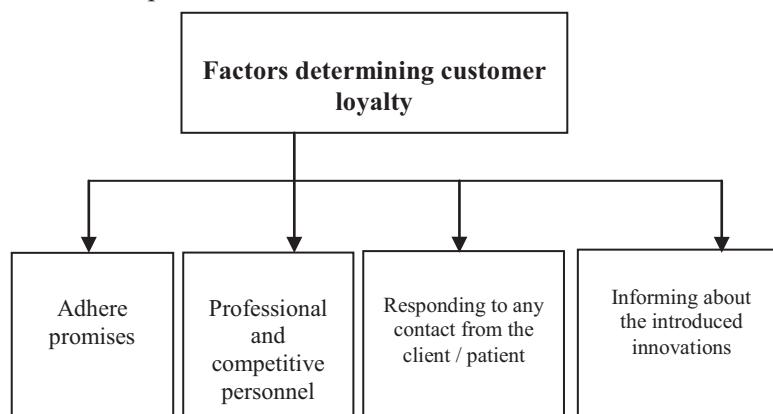 Factors determining customer
loyalty
Adhere
promises
Professional
and
competitive
personnel
Responding to any
contact from the
client / patient
Informing about
the introduced
innovations